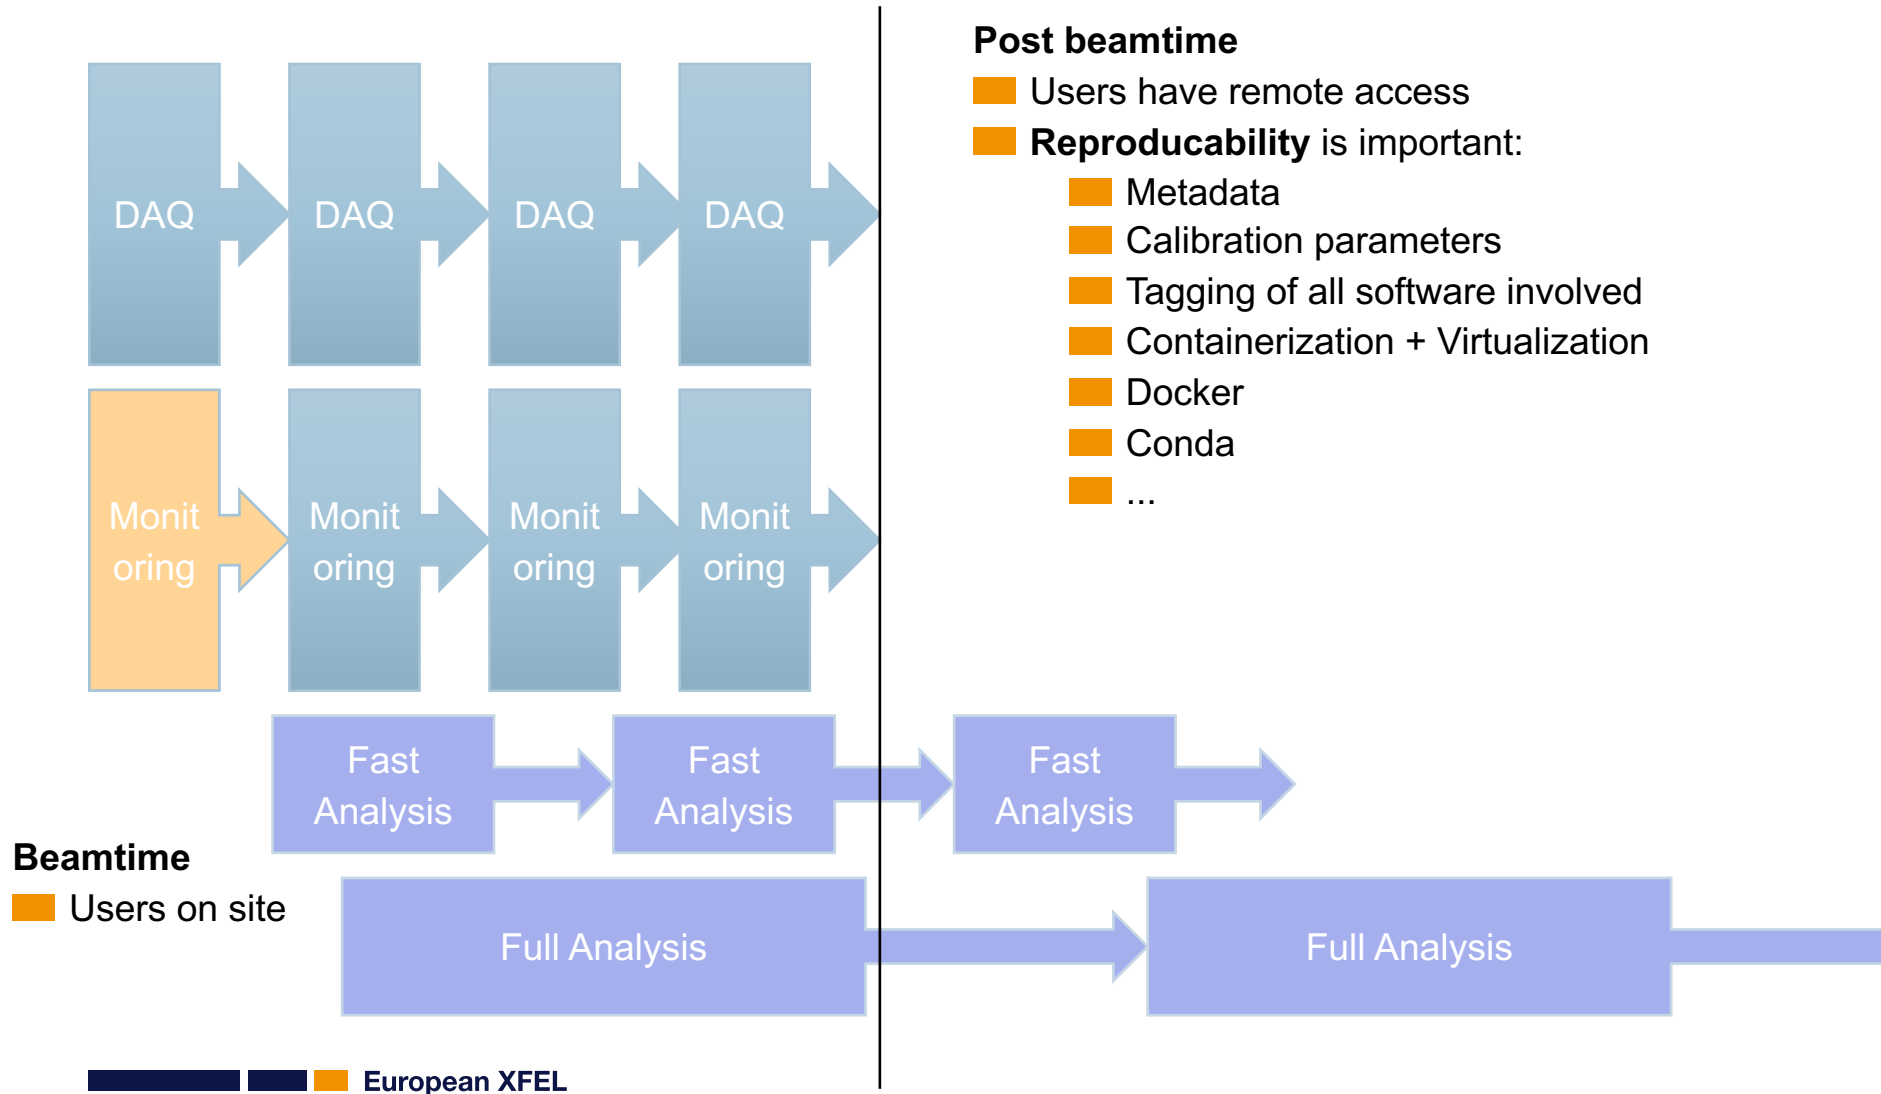 Post beamtime
Users have remote access
Reproducability is important:
Metadata
Calibration parameters
Tagging of all software involved
Containerization + Virtualization
Docker
Conda
...
DAQ
DAQ
DAQ
DAQ
Monit
oring
Monit
oring
Monit
oring
Monit
oring
Fast
Analysis
Fast
Analysis
Fast
Analysis
Beamtime
Users on site
Full Analysis
Full Analysis
European XFEL